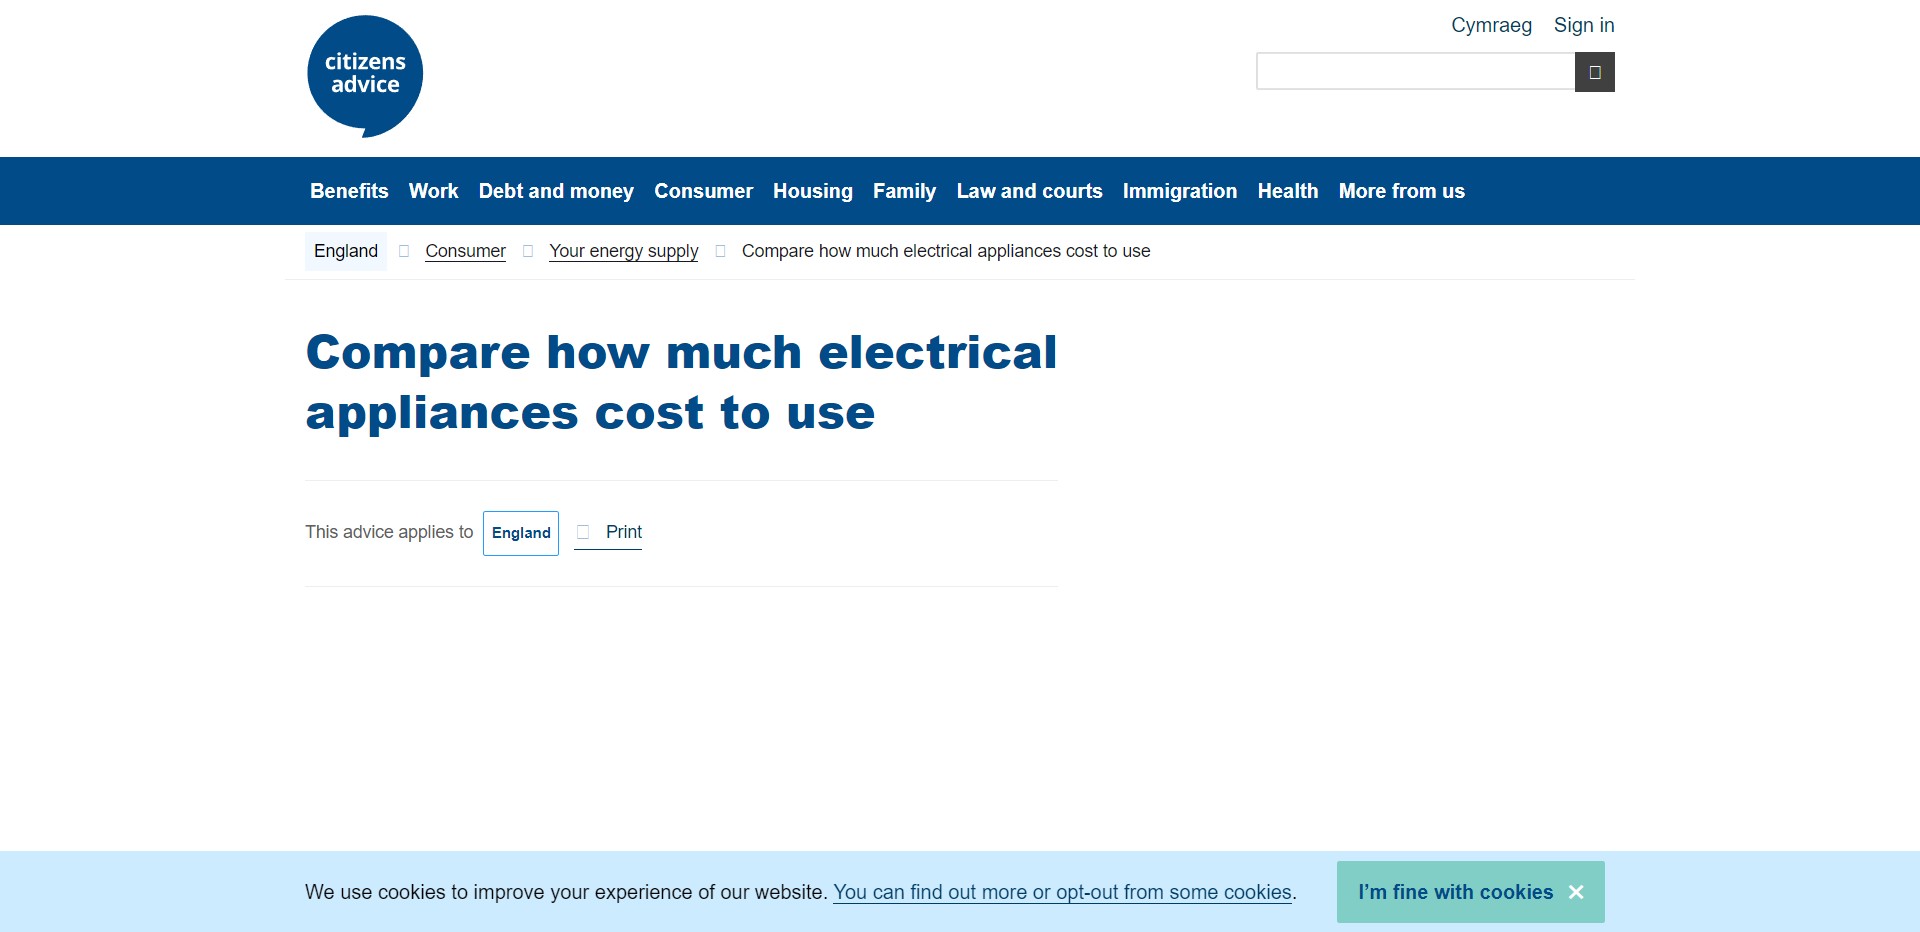 citizens
advice
Cymraeg Sign in
Benefits Work Debt and money Consumer Housing Family Law and courts Immigration Health More from us
England Consumer Your energy supply Compare how much electrical appliances cost to use
Compare how much electrical
appliances cost to use
This advice applies to England Print
We use cookies to improve your experience of our website. You can find out more or opt-out from some cookies. I’m fine with cookies ×